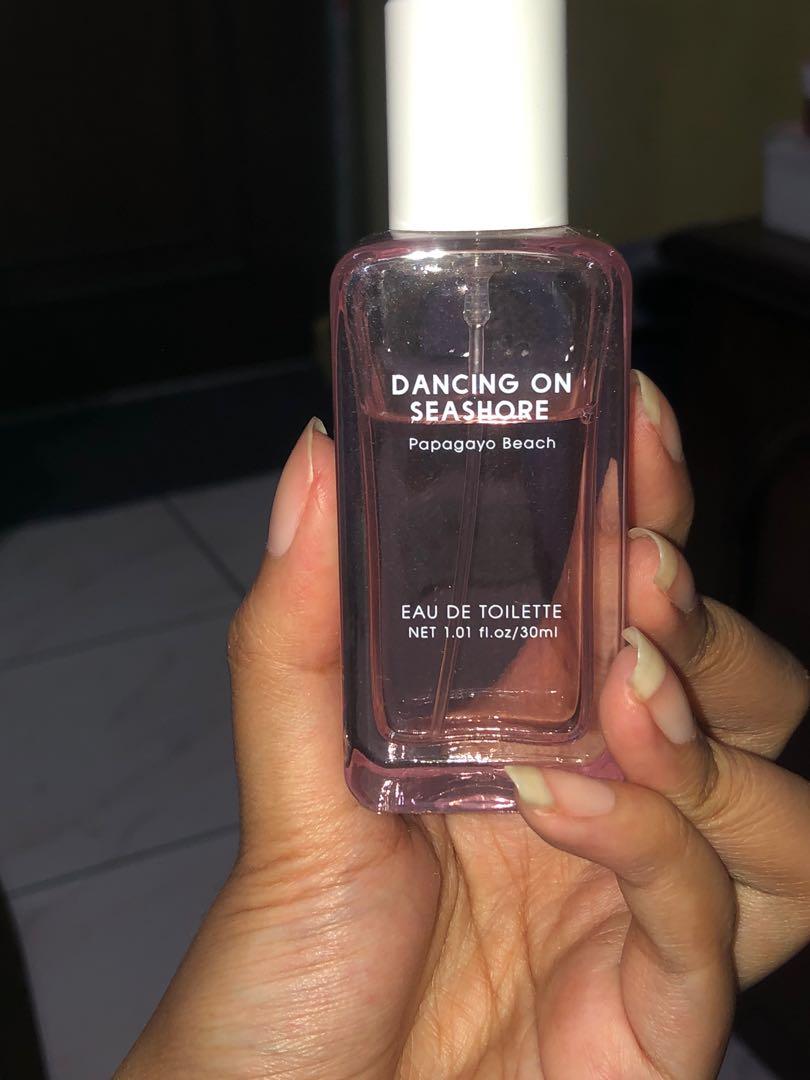 DANCING ON
SEASHORE
Papagayo Beach
EAU DE TOILETTE
NET 1.01 fl.oz/30ml